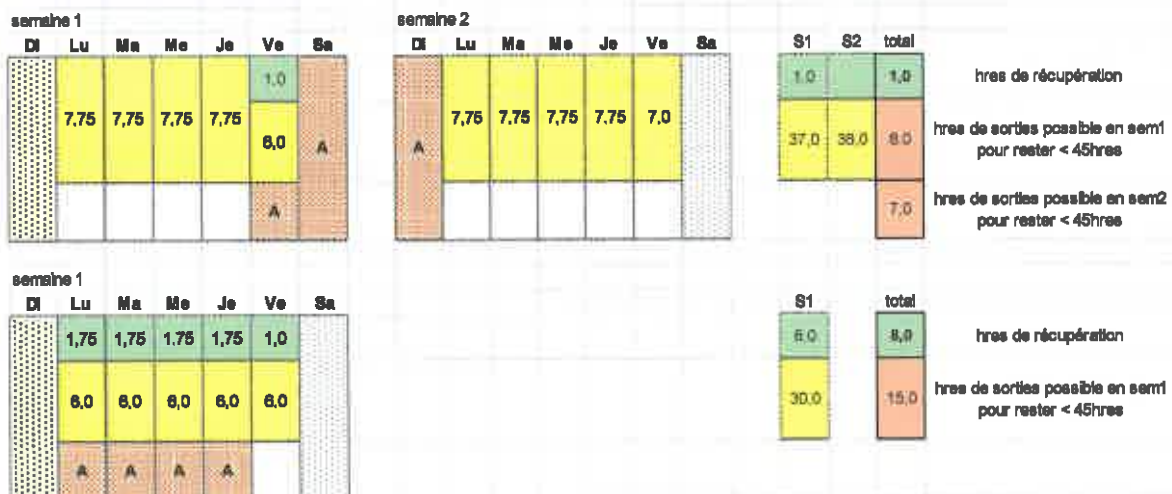 semaine 1
DI Lu Ma Me Je Ve Sa
1,0
7,75 7,75 7,75 7,75
6,0
A
A
semaine 2
DI Lu Ma Me Je Ve Sa
7,75 7,75 7,75 7,75 7,0
A
S1 S2 total
1,0 1,0 hres de récupération
37,0 38,0 8.0 hres de sorties possible en sem1
pour rester < 45hres
7,0 hres de sorties possible en sem2
pour rester < 45hres
semaine 1
DI Lu Ma Me Je Ve Sa
1,75 1,75 1.75 1,75 1,0
6,0 6,0 6,0 6,0 6,0
A A A A
S1 total
8,0 8,0 hres de récupération
30,0 15,0 hres de sorties possible en sem1
pour rester < 45hres